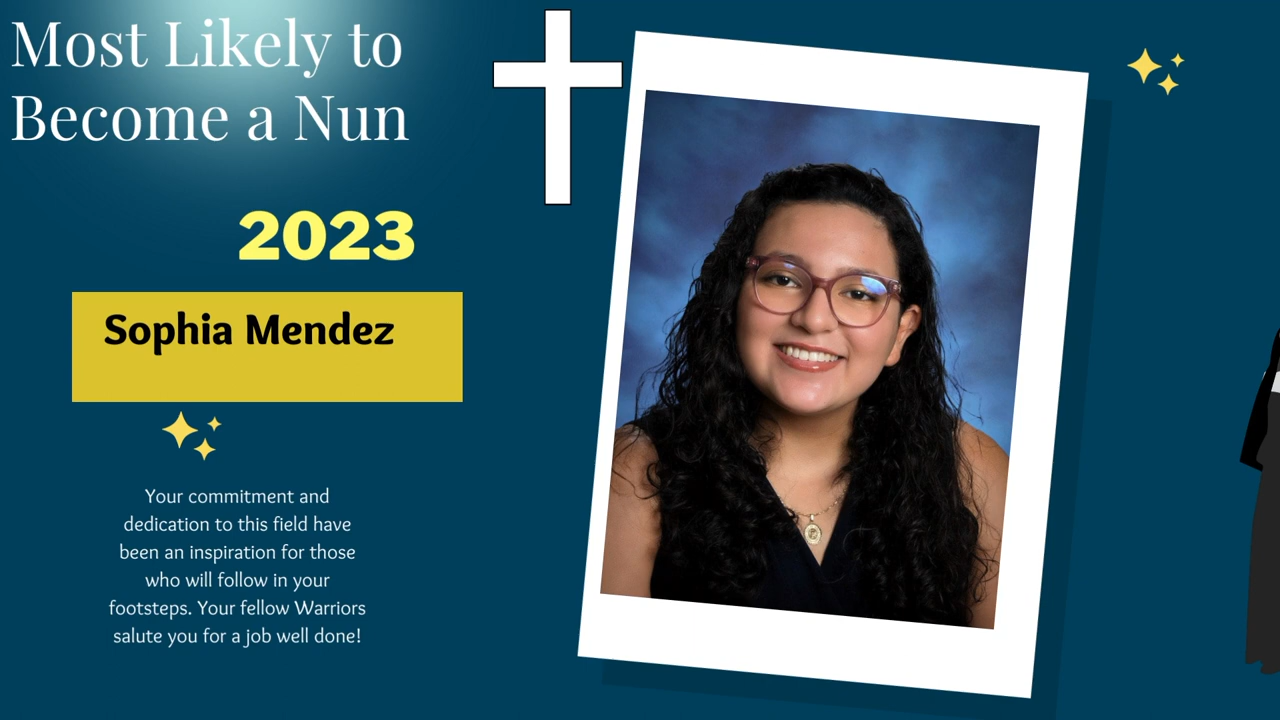 Most Likely to
Become a Nun
2023
Sophia Mendez
Your commitment and
dedication to this field have
been an inspiration for those
who will follow in your
footsteps. Your fellow Warriors
salute you for a job well done!